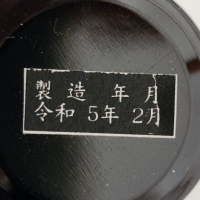 製 造 年 月
令和 5年 2月